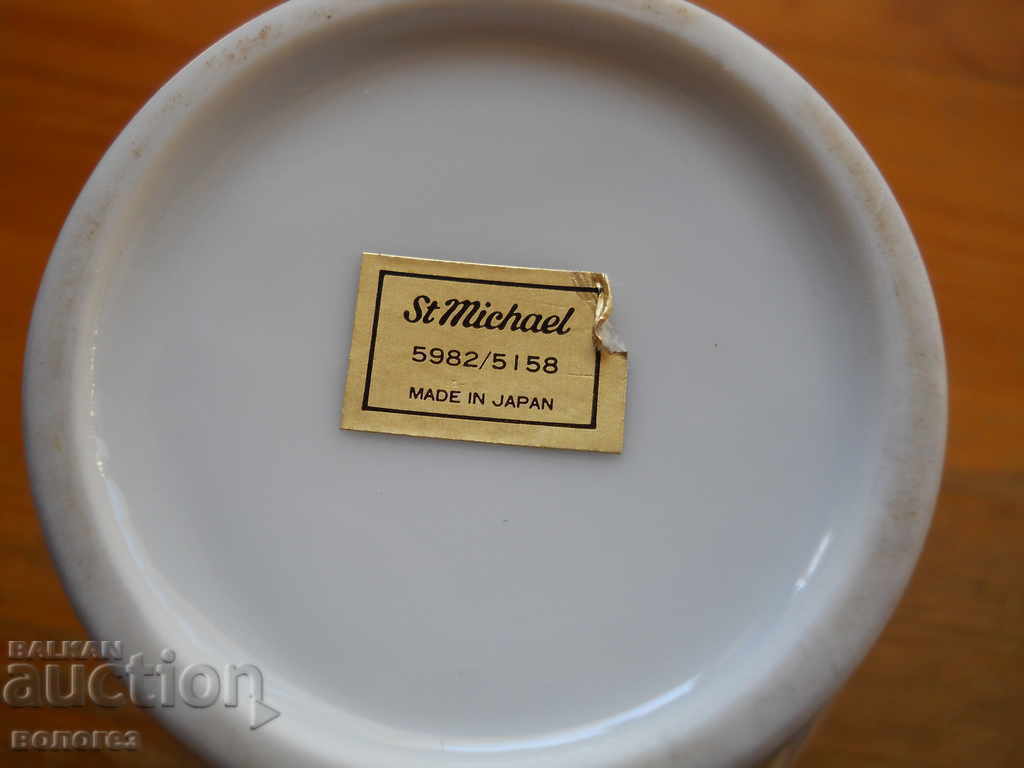 St Michael
5982/5158
MADE IN JAPAN
BALKAN
auction
вологез